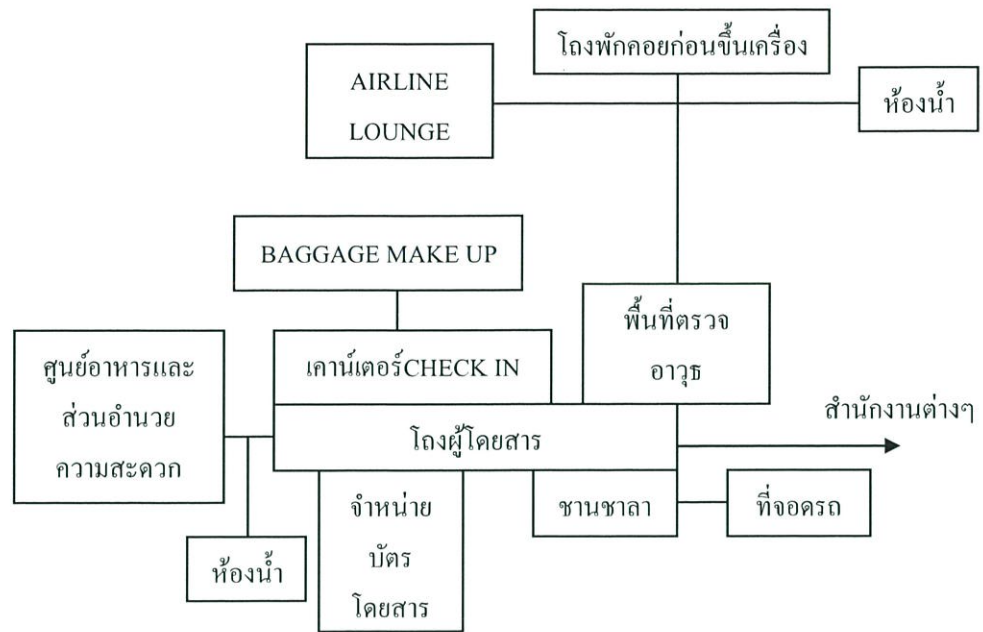 โถงพักคอยก่อนขึ้นเครื่อง
AIRLINE
LOUNGE
ห้องน้ำ
BAGGAGE MAKE UP
พื้นที่ตรวจ
อาวุธ
ศูนย์อาหารและ
ส่วนอำนวย
ความสะดวก
เคาน์เตอร์CHECK IN
สำนักงานต่างๆ
โถงผู้โดยสาร
จำหน่าย
บัตร
โดยสาร
ชานชาลา
ที่จอดรถ
ห้องน้ำ